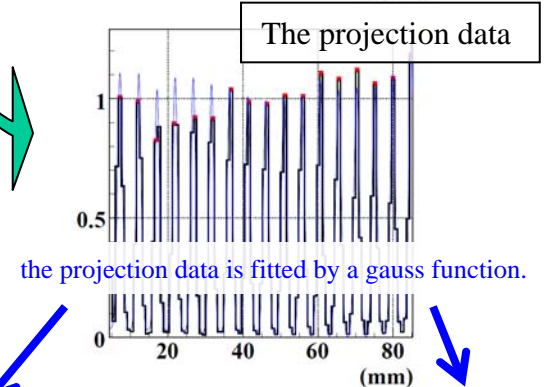 The projection data
1
0.5
the projection data is fitted by a gauss function.
0
20 40 60 80
(mm)